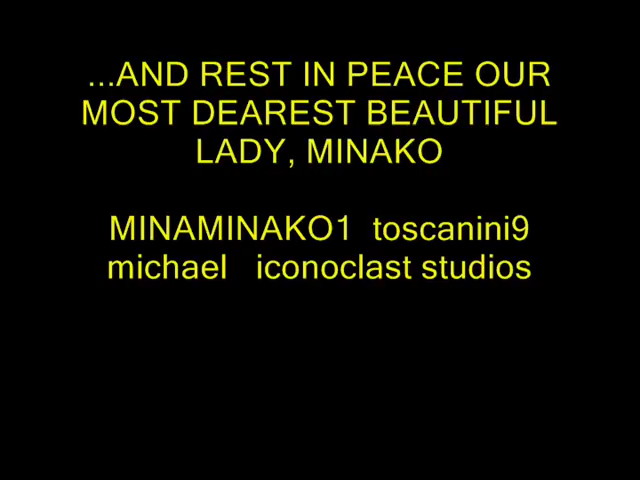 ...AND REST IN PEACE OUR
MOST DEAREST BEAUTIFUL
LADY, MINAKO
MINAMINAKO1  toscanini9
michael   iconoclast studios